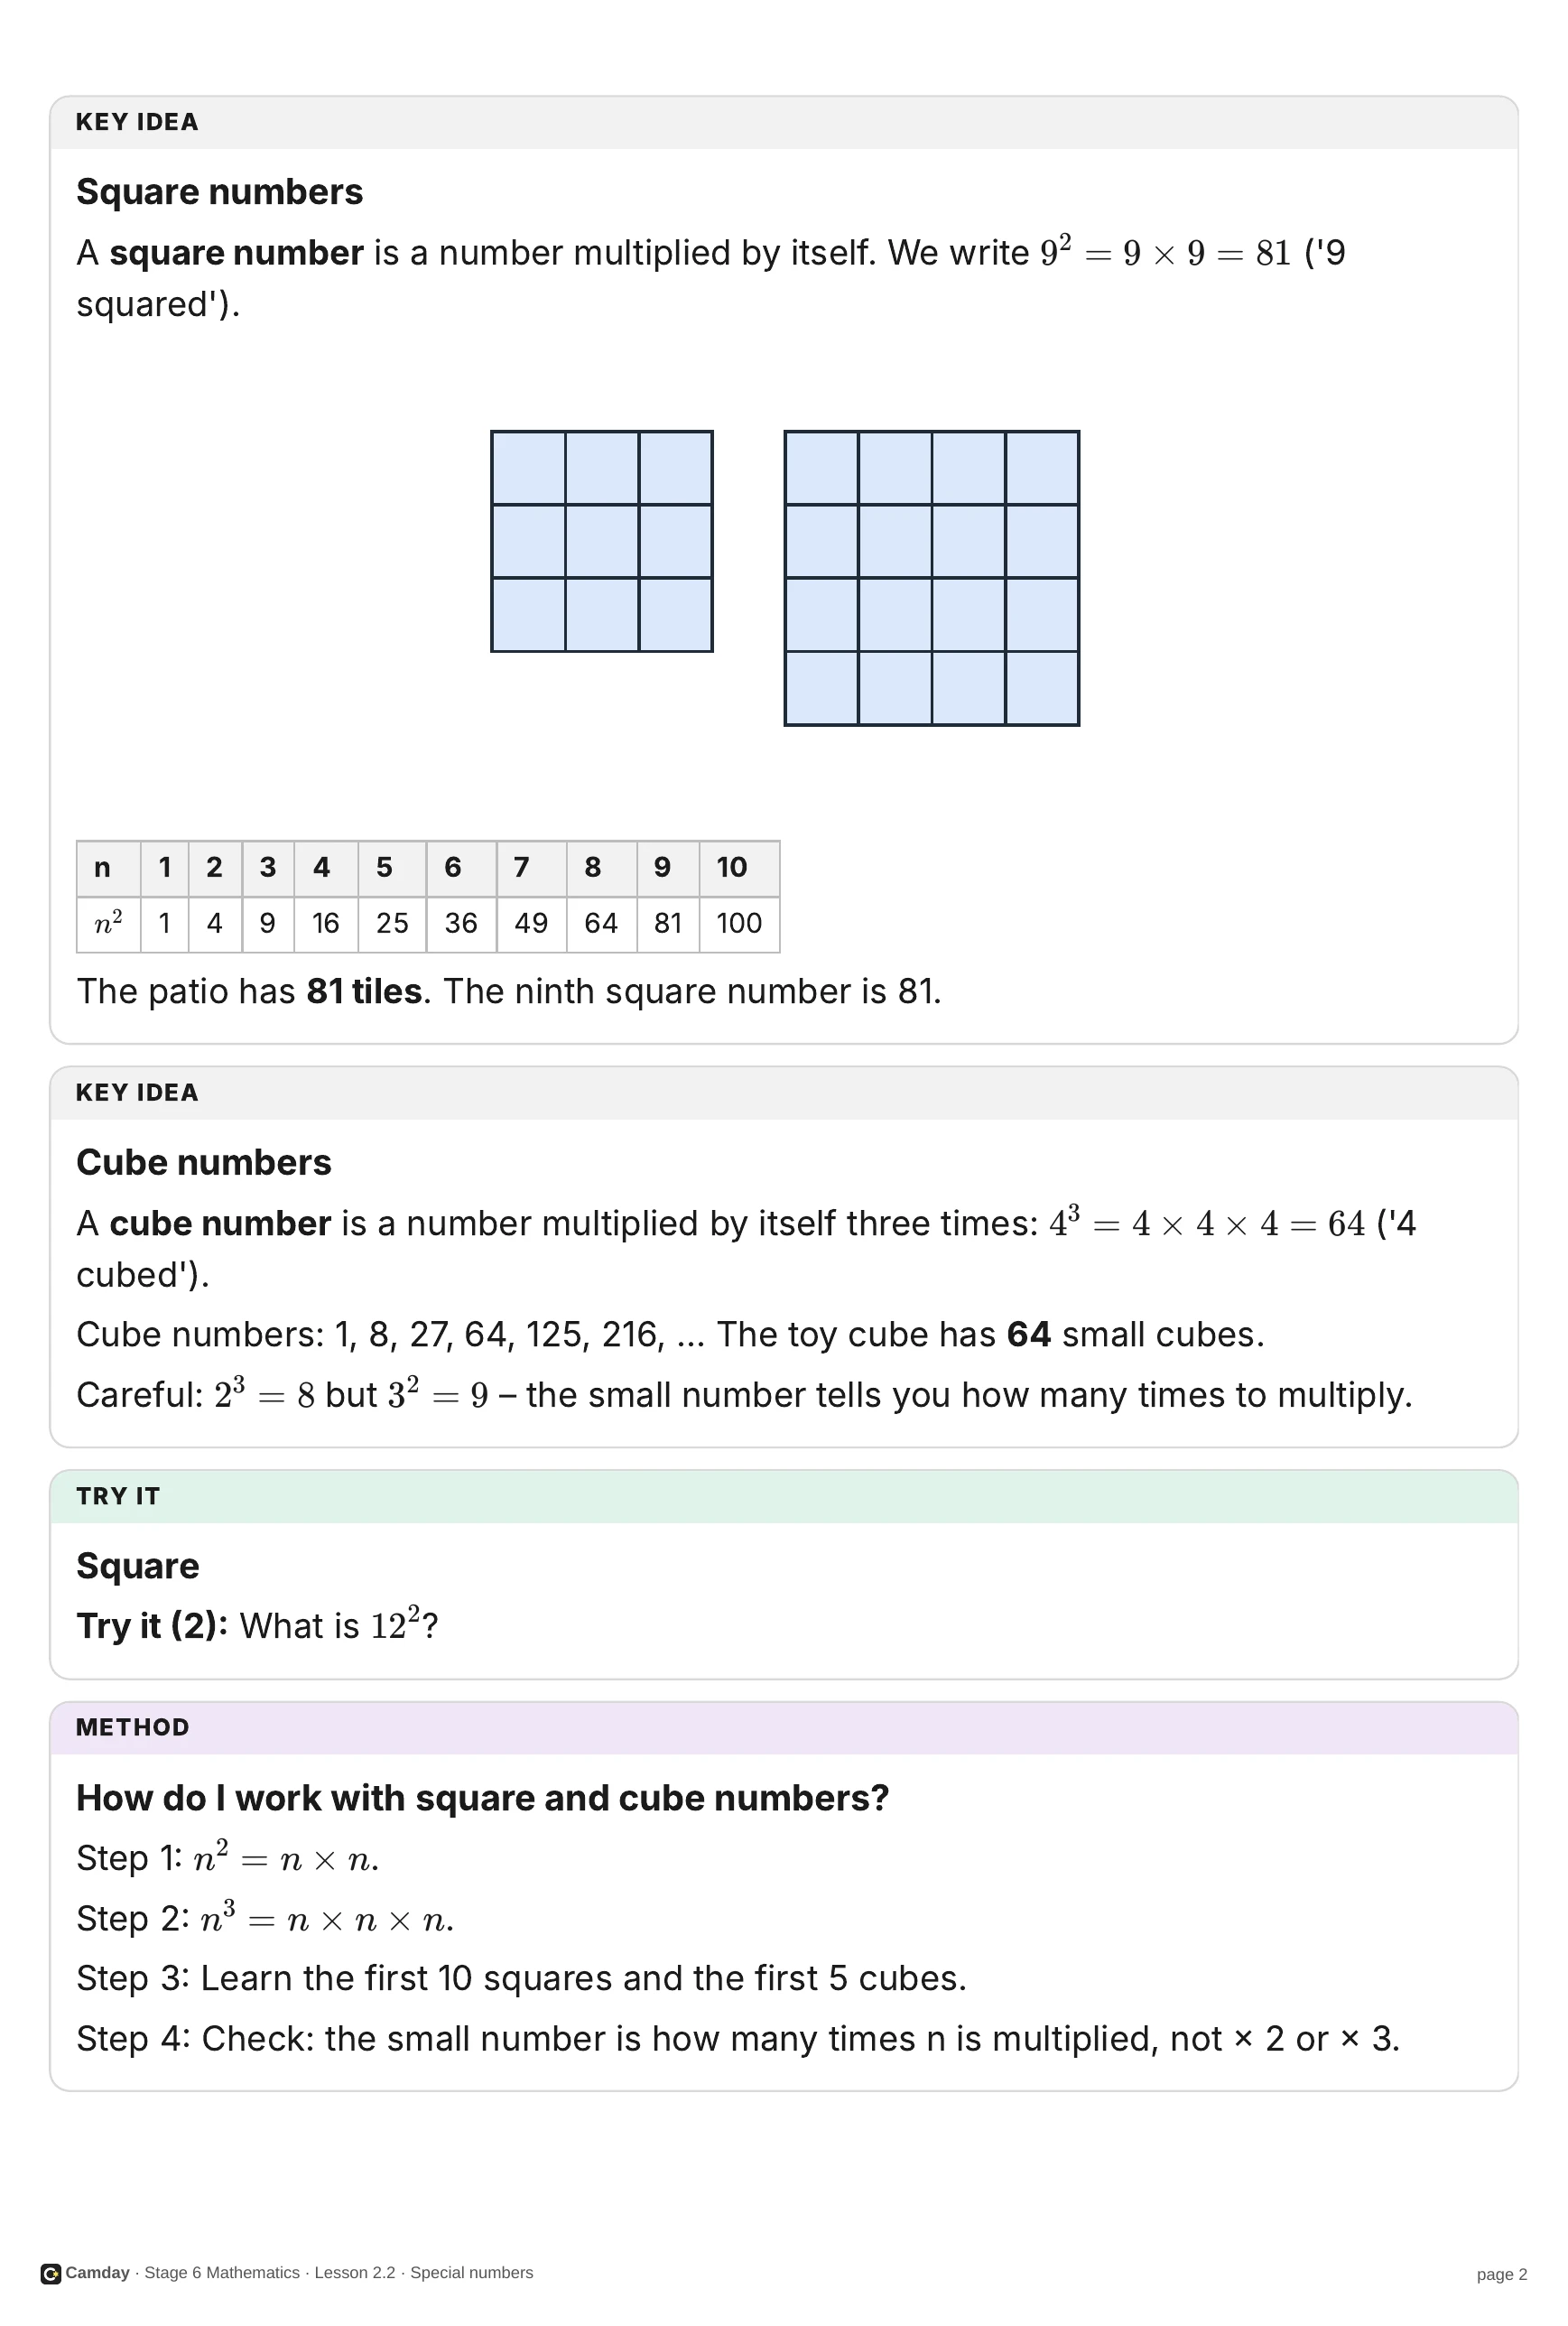 KEY IDEA
Square numbers
A square number is a number multiplied by itself. We write 9² = 9 × 9 = 81 ('9
squared').
n 1 2 3 4 5 6 7 8 9 10
n² 1 4 9 16 25 36 49 64 81 100
The patio has 81 tiles. The ninth square number is 81.
KEY IDEA
Cube numbers
A cube number is a number multiplied by itself three times: 4³ = 4 × 4 × 4 = 64 ('4
cubed').
Cube numbers: 1, 8, 27, 64, 125, 216, ... The toy cube has 64 small cubes.
Careful: 2³ = 8 but 3² = 9 – the small number tells you how many times to multiply.
TRY IT
Square
Try it (2): What is 12²?
METHOD
How do I work with square and cube numbers?
Step 1: n² = n × n.
Step 2: n³ = n × n × n.
Step 3: Learn the first 10 squares and the first 5 cubes.
Step 4: Check: the small number is how many times n is multiplied, not × 2 or × 3.
Camday · Stage 6 Mathematics · Lesson 2.2 · Special numbers
page 2